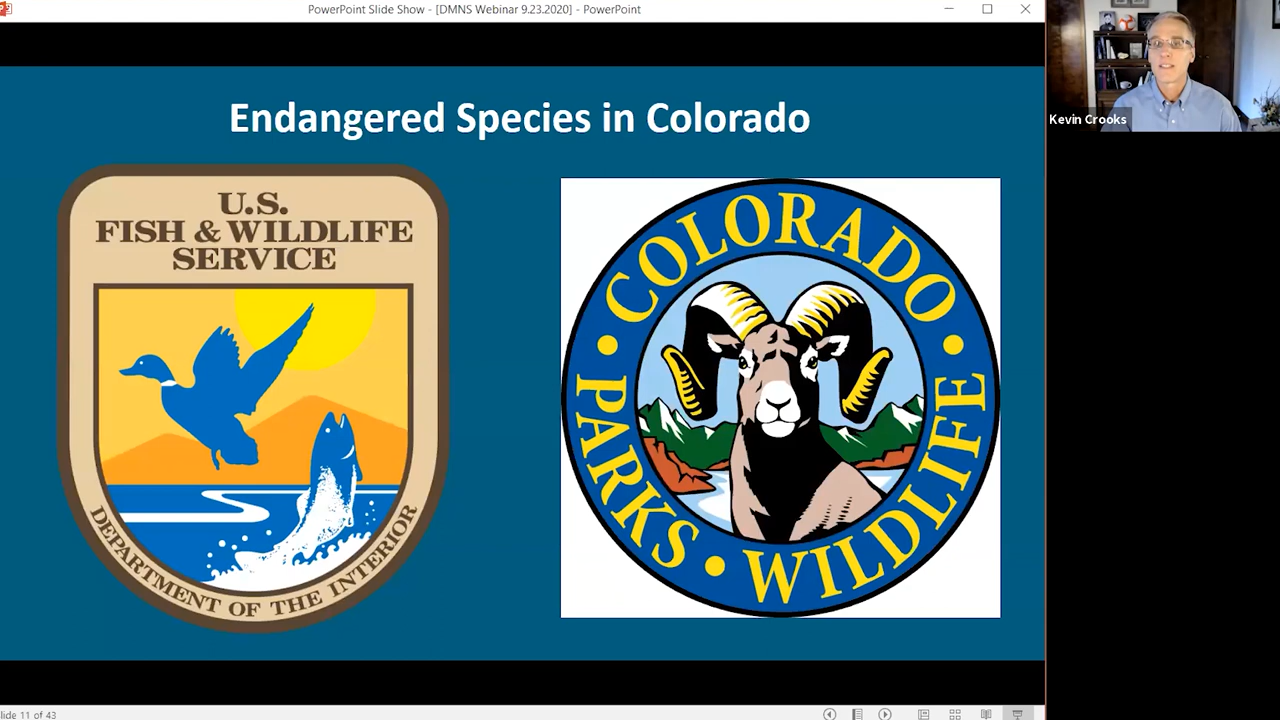 PowerPoint Slide Show - [DMNS Webinar 9.23.2020] - PowerPoint
Endangered Species in Colorado
U.S.
FISH & WILDLIFE
SERVICE
DEPARTMENT OF THE INTERIOR
COLORADO
PARKS • WILDLIFE
Kevin Crooks
lide 11 of 43